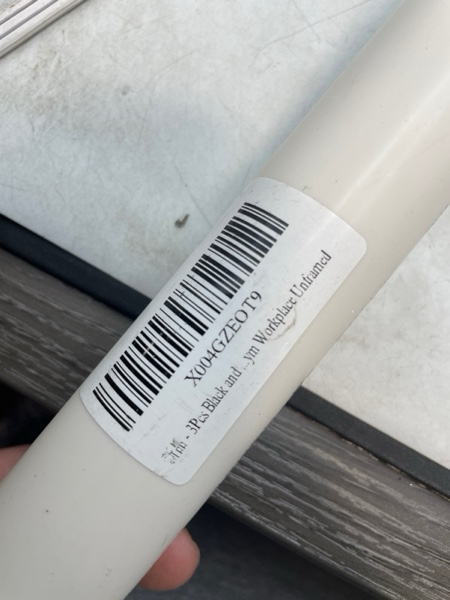 X004GZEOT9
- 3Pcs Black and ...ym Workplace Unframed